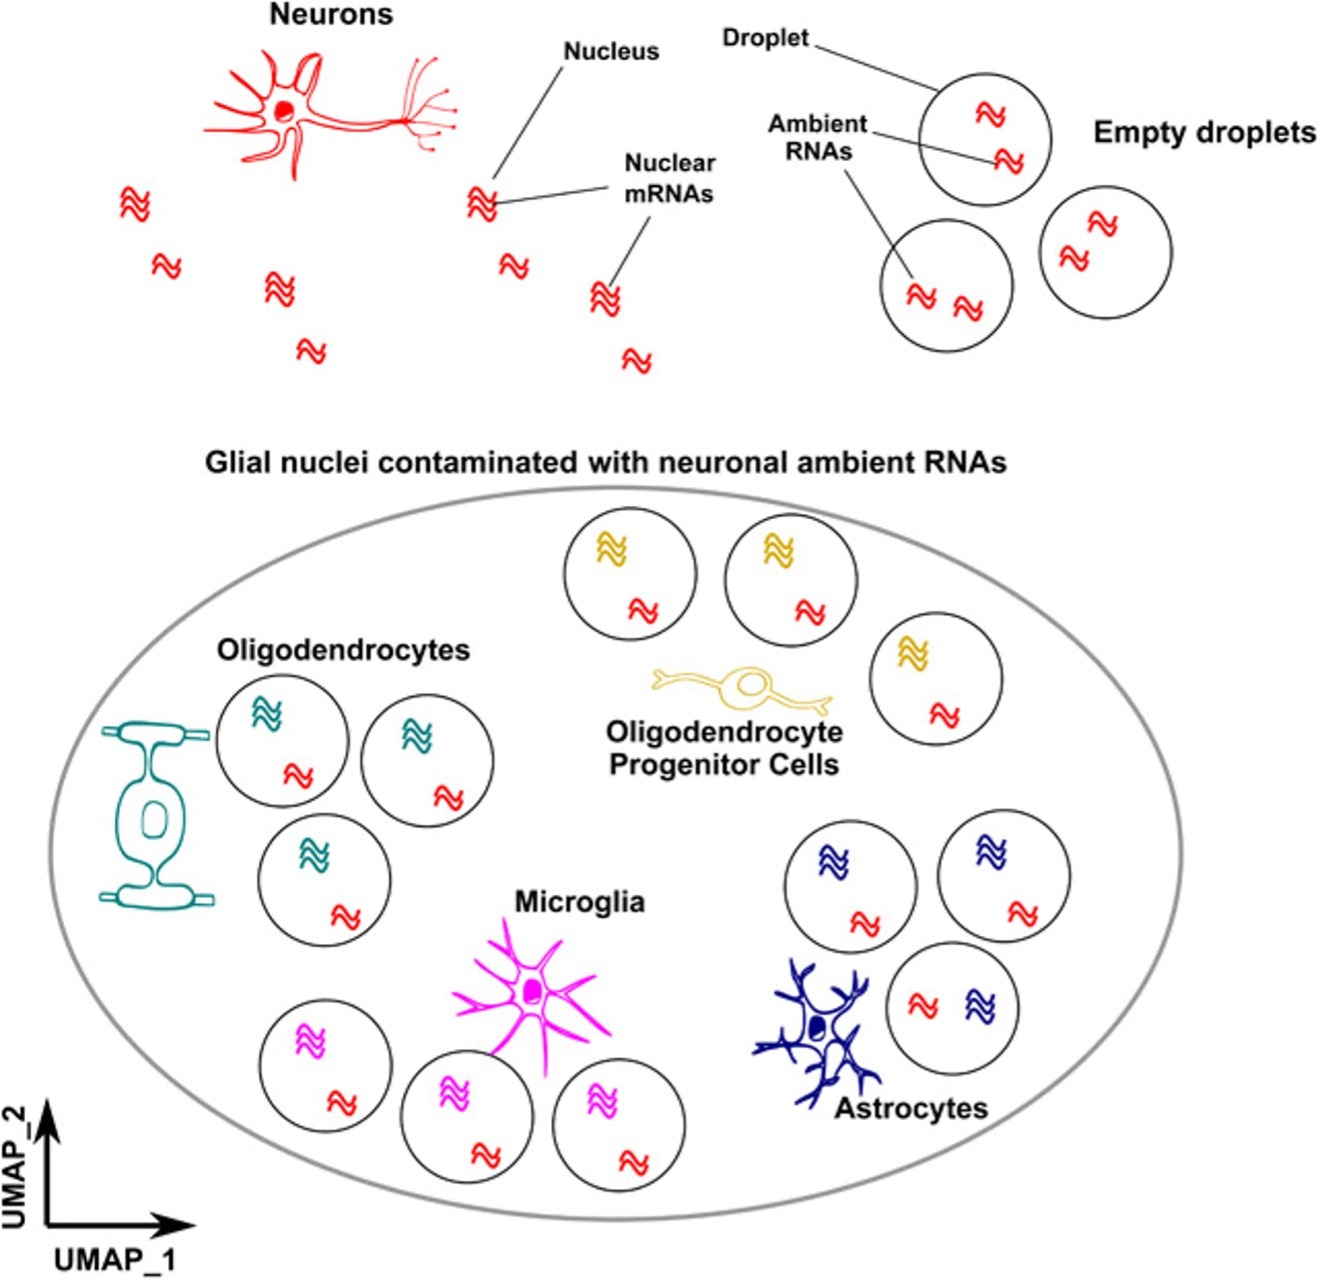 Neurons
Nucleus
Nuclear
mRNAs
Droplet
Ambient
RNAs
Empty droplets
Glial nuclei contaminated with neuronal ambient RNAs
Oligodendrocytes
Oligodendrocyte
Progenitor Cells
Microglia
Astrocytes
UMAP_2
UMAP_1